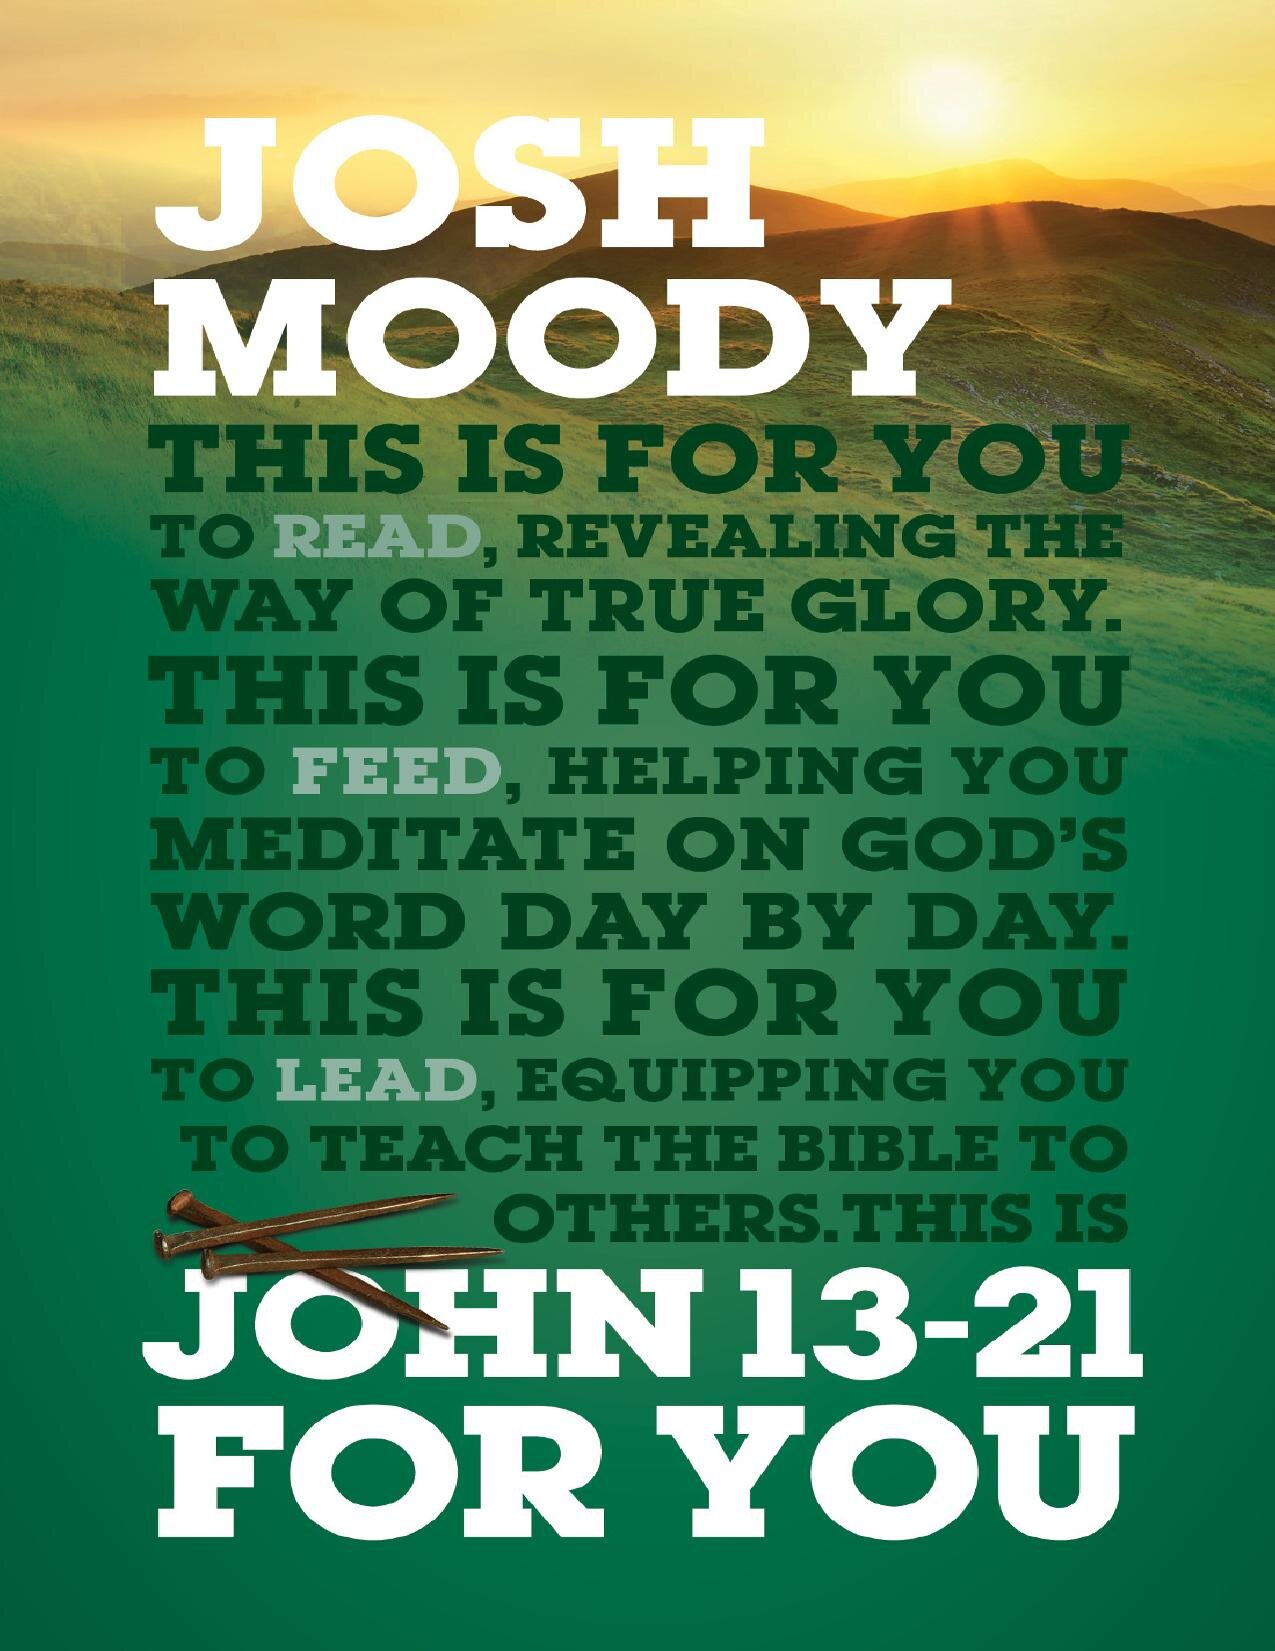 JOSH
MOODY
THIS IS FOR YOU
TO READ, REVEALING THE
WAY OF TRUE GLORY.
THIS IS FOR YOU
TO FEED, HELPING YOU
MEDITATE ON GOD'S
WORD DAY BY DAY.
THIS IS FOR YOU
TO LEAD, EQUIPPING YOU
TO TEACH THE BIBLE TO
OTHERS. THIS IS
JOHN 13-21
FOR YOU